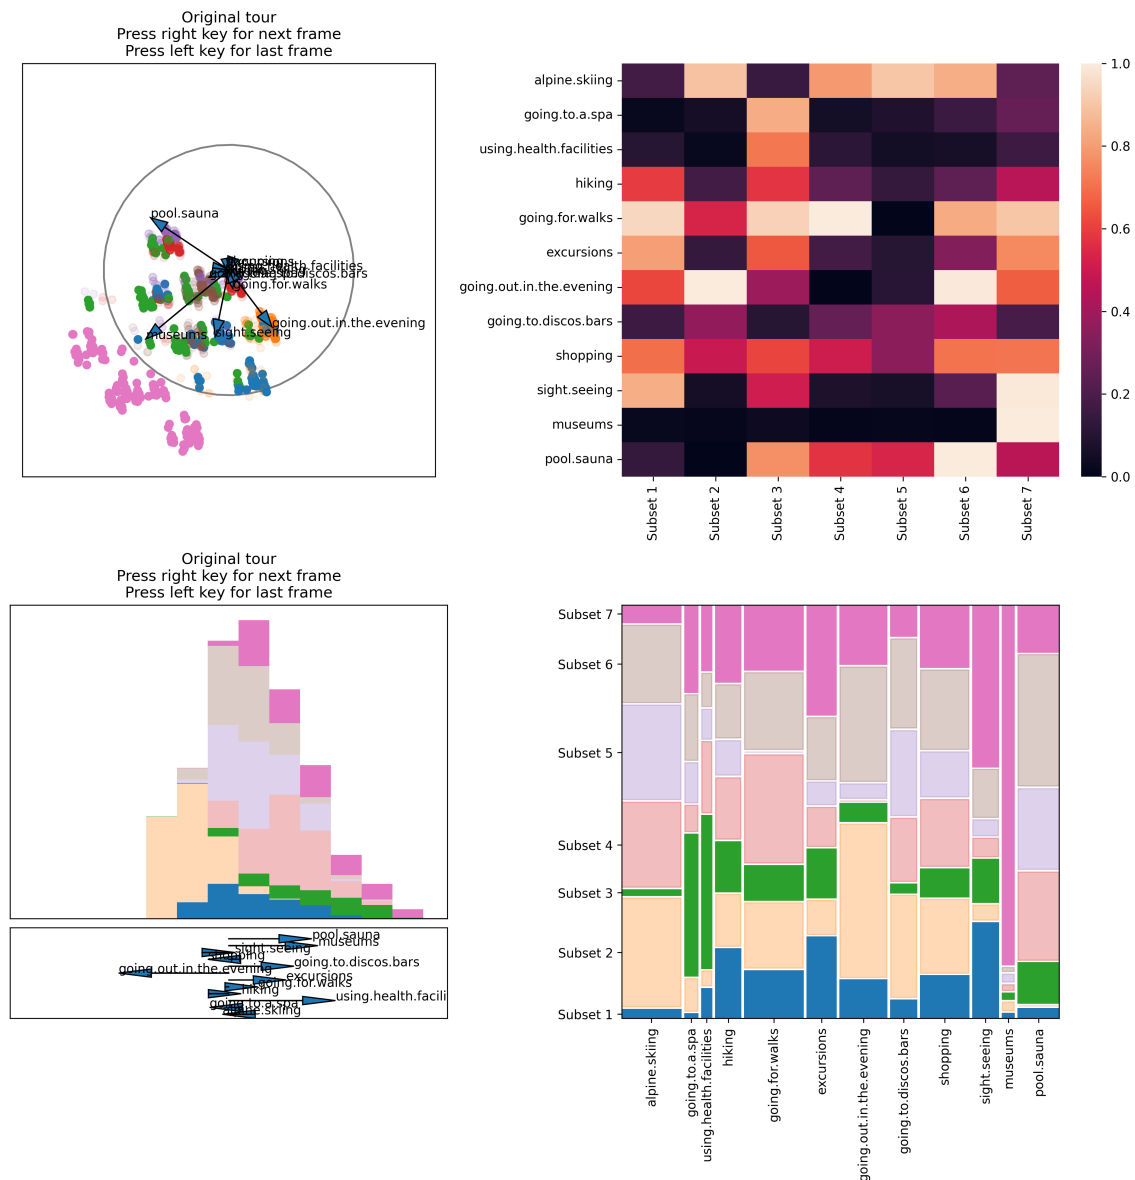 Original tour
Press right key for next frame
Press left key for last frame
pool.sauna
going.to.discos.bars
going.for.walks
going.out.in.the.evening
museums
sight.seeing
alpine.skiing
going.to.a.spa
using.health.facilities
hiking
going.for.walks
excursions
going.out.in.the.evening
going.to.discos.bars
shopping
sight.seeing
museums
pool.sauna
Subset 1
Subset 2
Subset 3
Subset 4
Subset 5
Subset 6
Subset 7
1.0
0.8
0.6
0.4
0.2
0.0
Original tour
Press right key for next frame
Press left key for last frame
pool.sauna
museums
sight.seeing
shopping
going.to.discos.bars
going.out.in.the.evening
excursions
going.for.walks
hiking
using.health.facili
going.to.a.spa
alpine.skiing
Subset 7
Subset 6
Subset 5
Subset 4
Subset 3
Subset 2
Subset 1
alpine.skiing
going.to.a.spa
using.health.facilities
hiking
going.for.walks
excursions
going.out.in.the.evening
going.to.discos.bars
shopping
sight.seeing
museums
pool.sauna